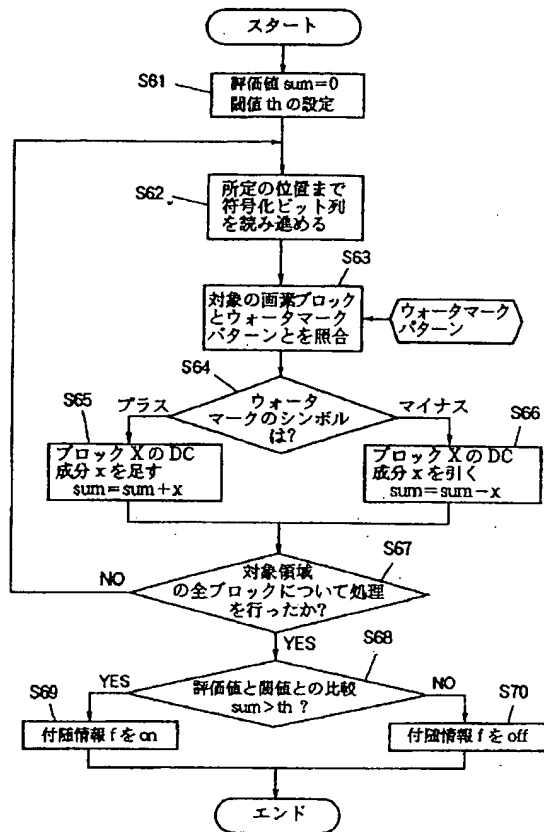 スタート
S61
評価値 sum=0
閾値 th の設定
S62
所定の位置まで
符号化ビット列
を読み進める
S63
対象の画素ブロック
とウォータマーク
パターンとを照合
ウォータマーク
パターン
S64
ウォータ
マークのシンボル
は?
プラス
マイナス
S65
ブロック X の DC
成分 x を足す
sum=sum+x
S66
ブロック X の DC
成分 x を引く
sum=sum-x
S67
対象領域
の全ブロックについて処理
を行ったか?
NO
YES
S68
評価値と閾値との比較
sum>th ?
YES
NO
S69
付随情報 f を on
S70
付随情報 f を off
エンド